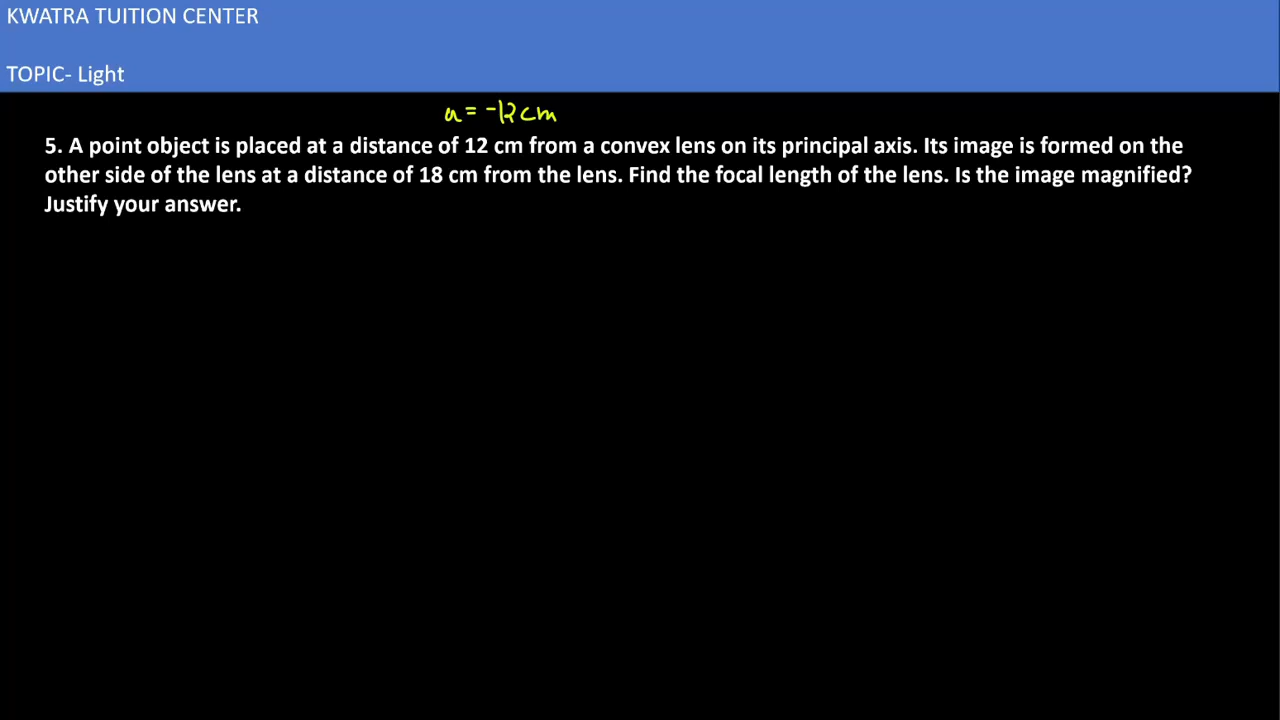 KWATRA TUITION CENTER
TOPIC- Light
u = -12 cm
5. A point object is placed at a distance of 12 cm from a convex lens on its principal axis. Its image is formed on the
other side of the lens at a distance of 18 cm from the lens. Find the focal length of the lens. Is the image magnified?
Justify your answer.